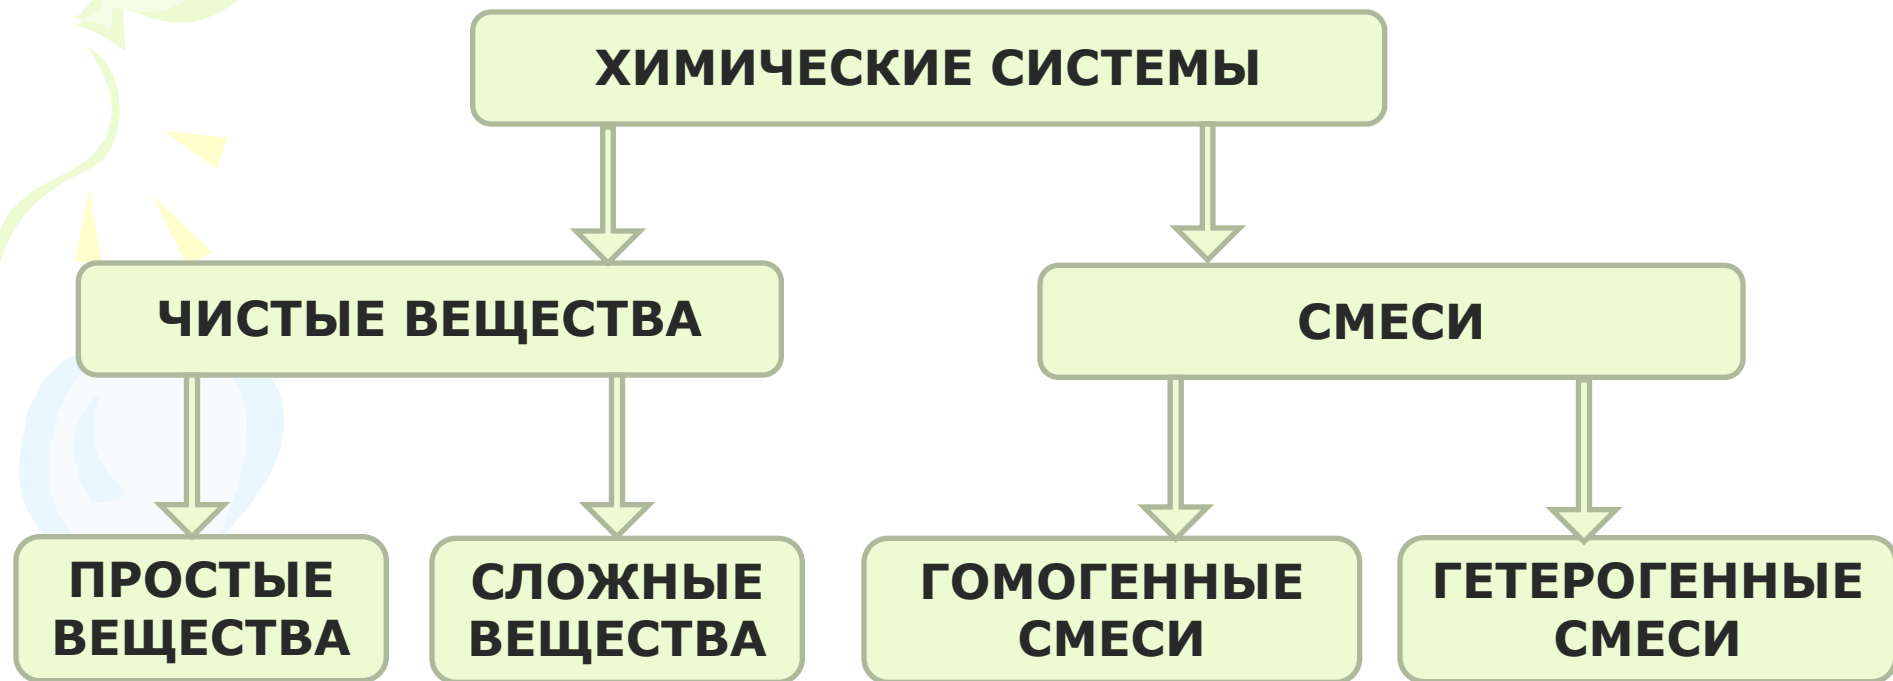 ХИМИЧЕСКИЕ СИСТЕМЫ
ЧИСТЫЕ ВЕЩЕСТВА
СМЕСИ
ПРОСТЫЕ
ВЕЩЕСТВА
СЛОЖНЫЕ
ВЕЩЕСТВА
ГОМОГЕННЫЕ
СМЕСИ
ГЕТЕРОГЕННЫЕ
СМЕСИ